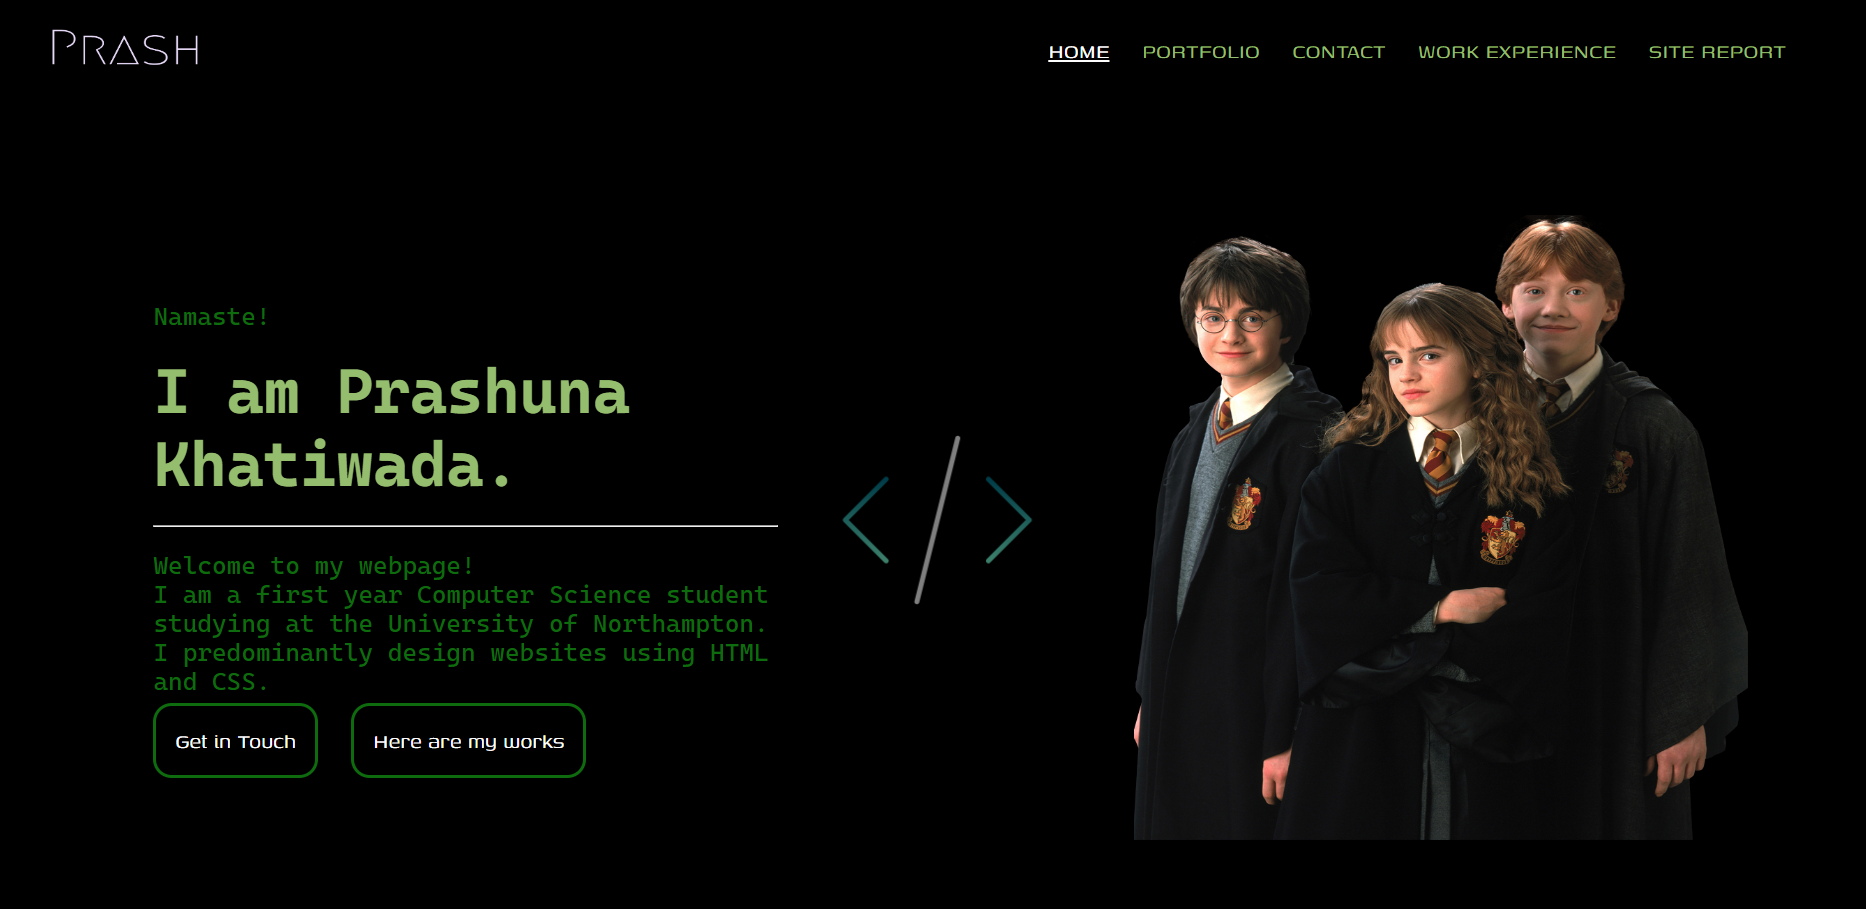 PRASH
HOME PORTFOLIO CONTACT WORK EXPERIENCE SITE REPORT
Namaste!
I am Prashuna
Khatiwada.
Welcome to my webpage!
I am a first year Computer Science student
studying at the University of Northampton.
I predominantly design websites using HTML
and CSS.
</>
Get in Touch
Here are my works